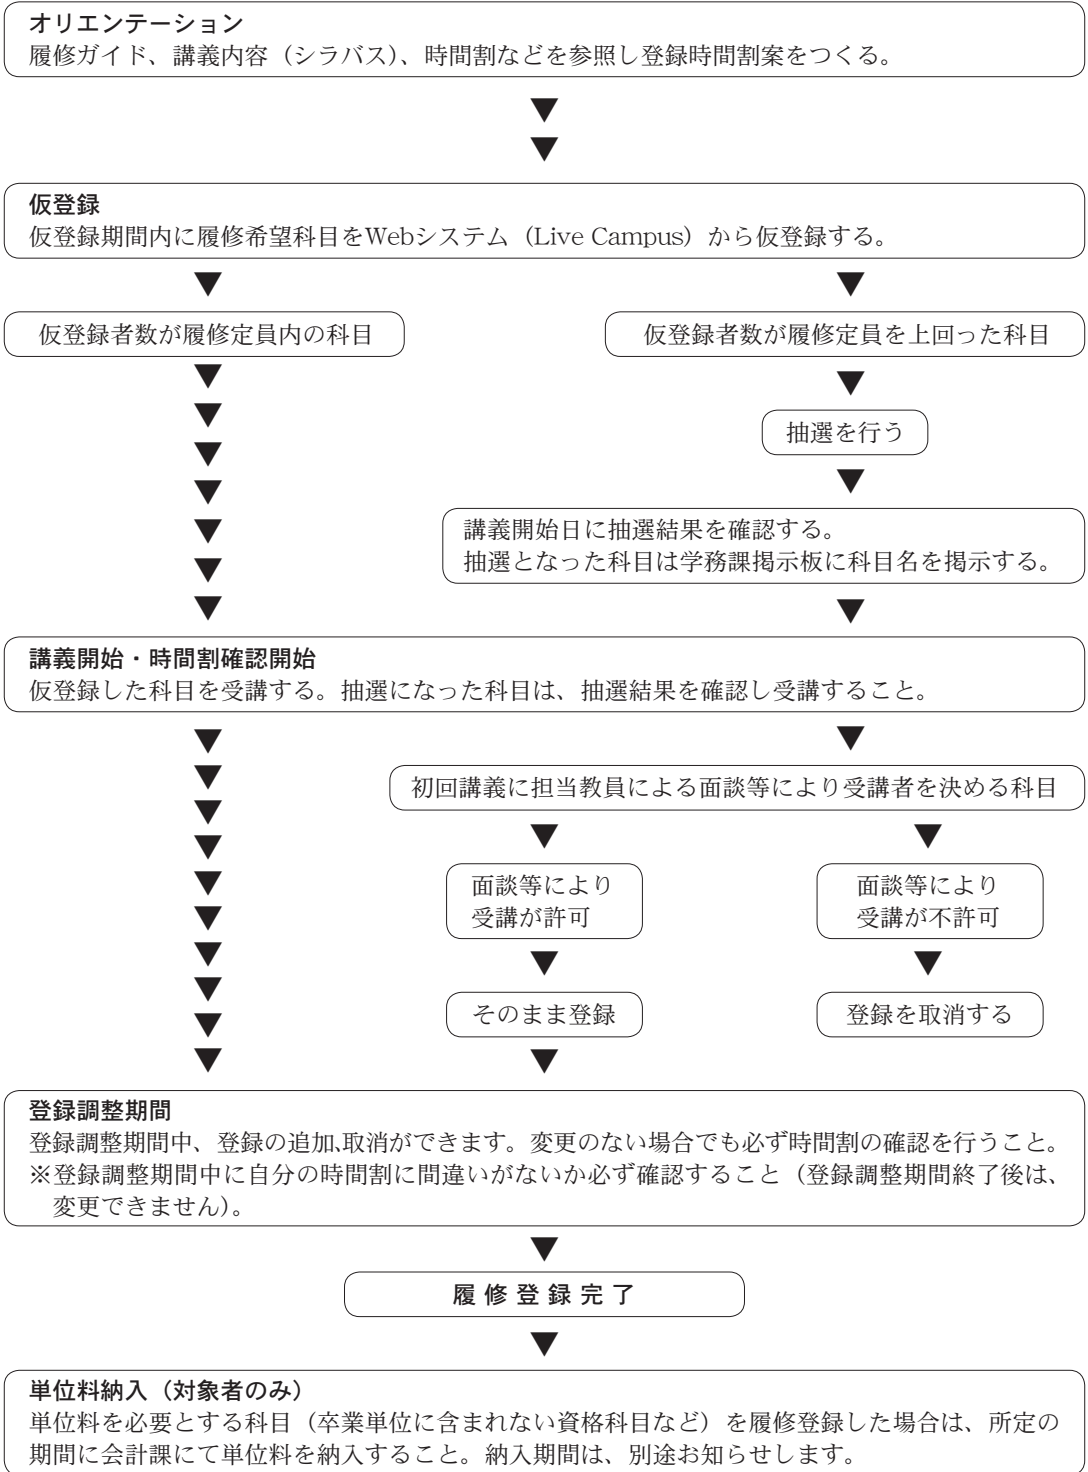 オリエンテーション
履修ガイド、講義内容（シラバス）、時間割などを参照し登録時間割案をつくる。
仮登録
仮登録期間内に履修希望科目をWebシステム（Live Campus）から仮登録する。
仮登録者数が履修定員内の科目
仮登録者数が履修定員を上回った科目
抽選を行う
講義開始日に抽選結果を確認する。
抽選となった科目は学務課掲示板に科目名を掲示する。
講義開始・時間割確認開始
仮登録した科目を受講する。抽選になった科目は、抽選結果を確認し受講すること。
初回講義に担当教員による面談等により受講者を決める科目
面談等により
受講が許可
面談等により
受講が不許可
そのまま登録
登録を取消する
登録調整期間
登録調整期間中、登録の追加､取消ができます。変更のない場合でも必ず時間割の確認を行うこと。
※登録調整期間中に自分の時間割に間違いがないか必ず確認すること（登録調整期間終了後は、
変更できません）。
履修登録完了
単位料納入（対象者のみ）
単位料を必要とする科目（卒業単位に含まれない資格科目など）を履修登録した場合は、所定の
期間に会計課にて単位料を納入すること。納入期間は、別途お知らせします。